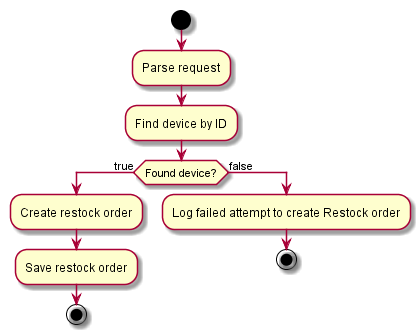 Parse request
Find device by ID
Found device?
true
false
Create restock order
Log failed attempt to create Restock order
Save restock order